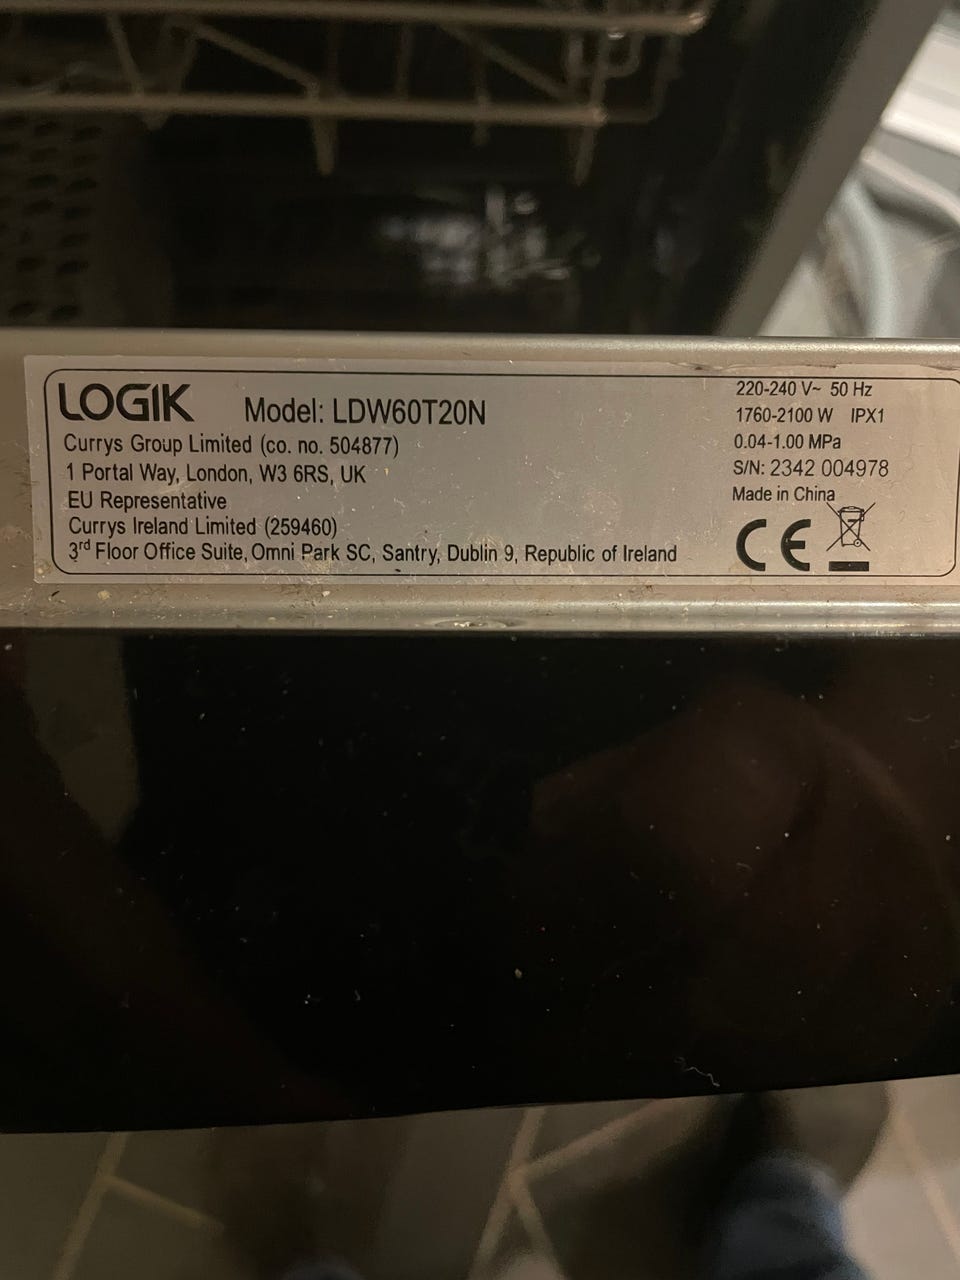 LOGIK Model: LDW60T20N
Currys Group Limited (co. no. 504877)
1 Portal Way, London, W3 6RS, UK
EU Representative
Currys Ireland Limited (259460)
3rd Floor Office Suite, Omni Park SC, Santry, Dublin 9, Republic of Ireland
220-240 V~ 50 Hz
1760-2100 W IPX1
0.04-1.00 MPa
S/N: 2342 004978
Made in China
CE